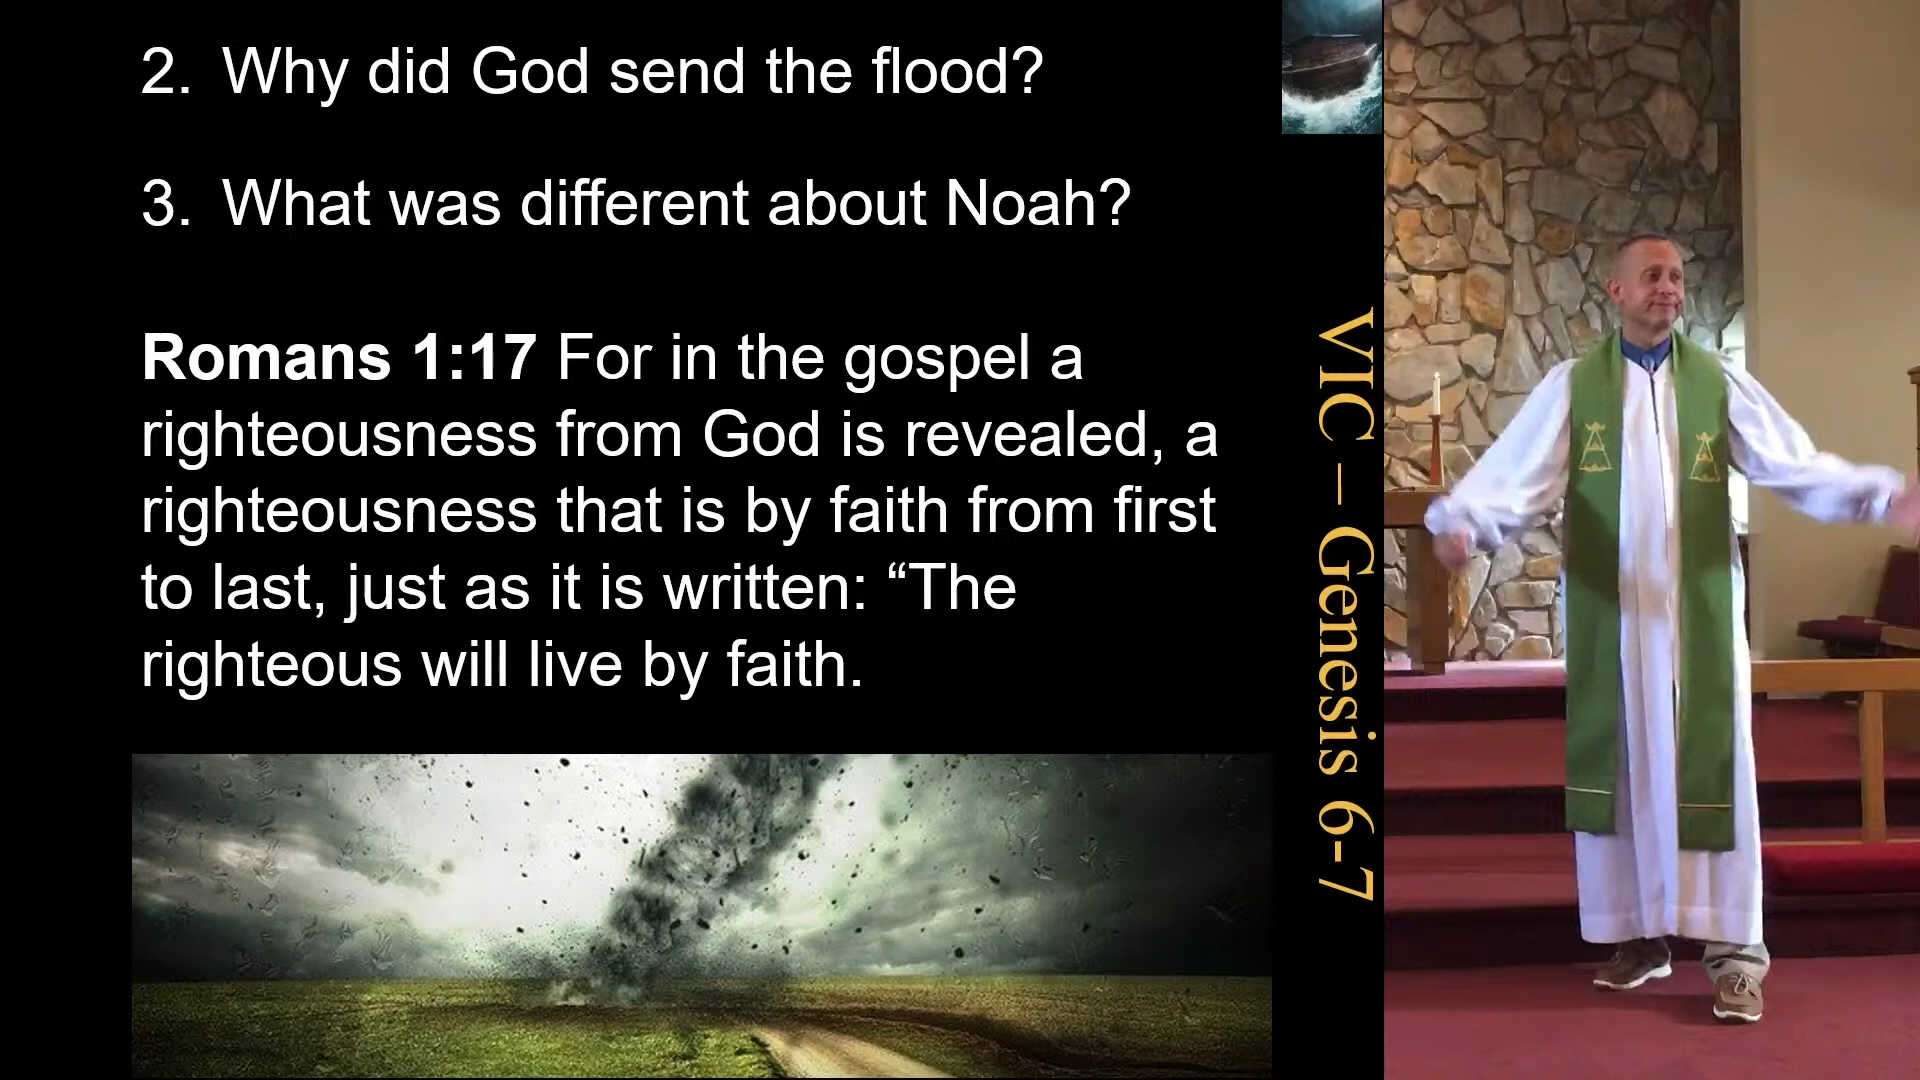 2. Why did God send the flood?
3. What was different about Noah?
Romans 1:17 For in the gospel a
righteousness from God is revealed, a
righteousness that is by faith from first
to last, just as it is written: “The
righteous will live by faith.
VIC – Genesis 6-7